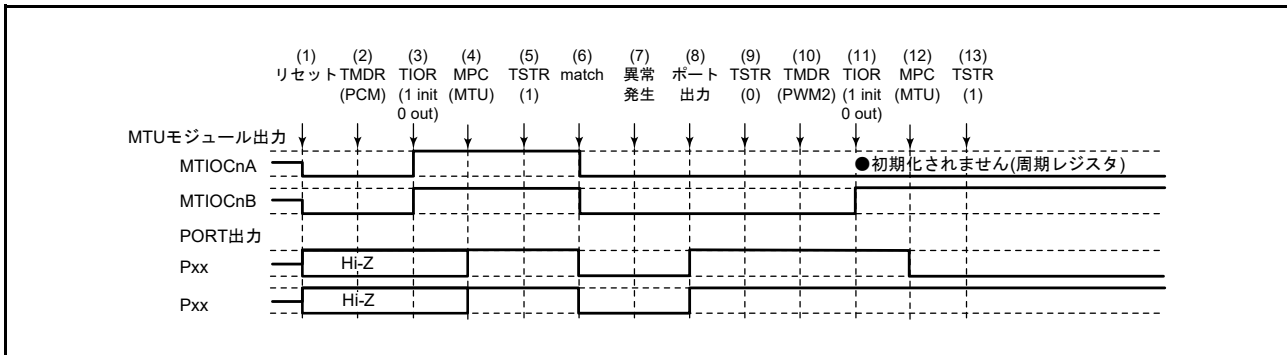 (1) (2) (3) (4) (5) (6) (7) (8) (9) (10) (11) (12) (13)
リセット TMDR TIOR MPC TSTR match 異常 ポート TSTR TMDR TIOR MPC TSTR
(PCM) (1 init (MTU) (1) 発生 出力 (0) (PWM2) (1 init (MTU) (1)
0 out) 0 out)
MTUモジュール出力
MTIOCnA ●初期化されません(周期レジスタ)
MTIOCnB
PORT出力
Pxx Hi-Z
Pxx Hi-Z